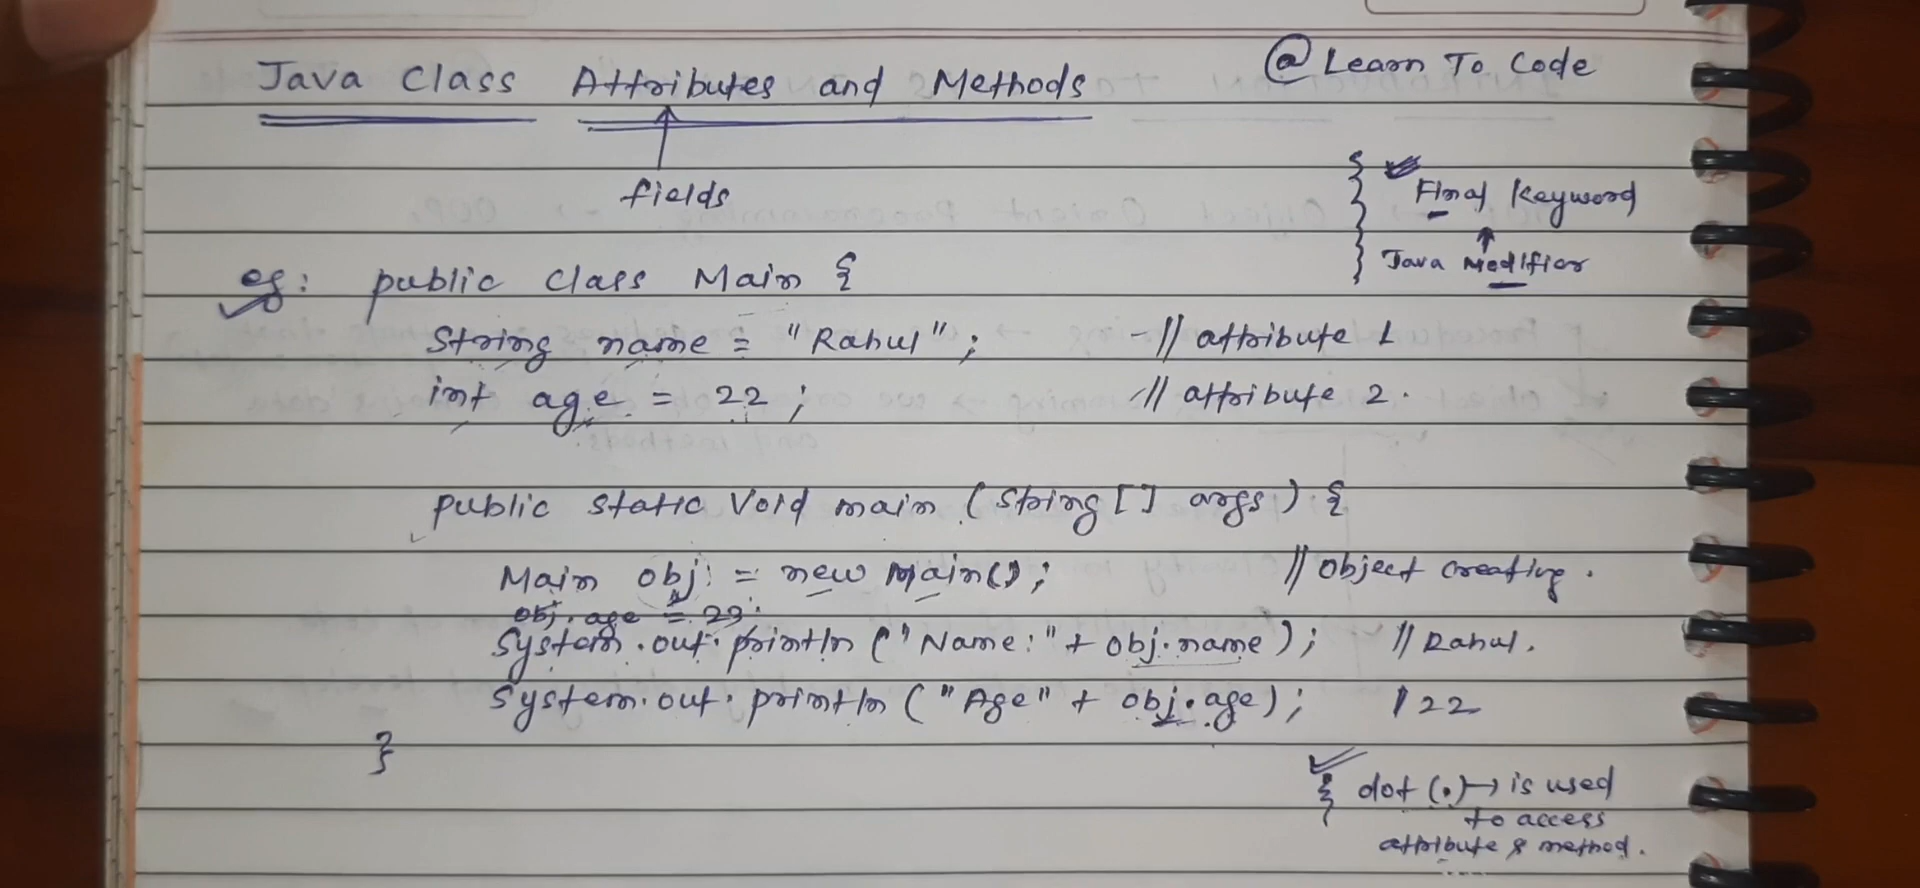 Java Class Attributes and Methods
@ Learn To Code
fields
Final Keyword
Java Modifier
eg: public class Main {
String name = "Rahul"; // attribute 1
int age = 22; // attribute 2.
public static void main (String [] args) {
Main obj = new Main(); // object creating.
obj. age = 23;
System.out.println ("Name:" + obj.name); // Rahul.
System.out.println ("Age" + obj.age); / 22
}
{ dot (.) → is used
to access
attribute & method.